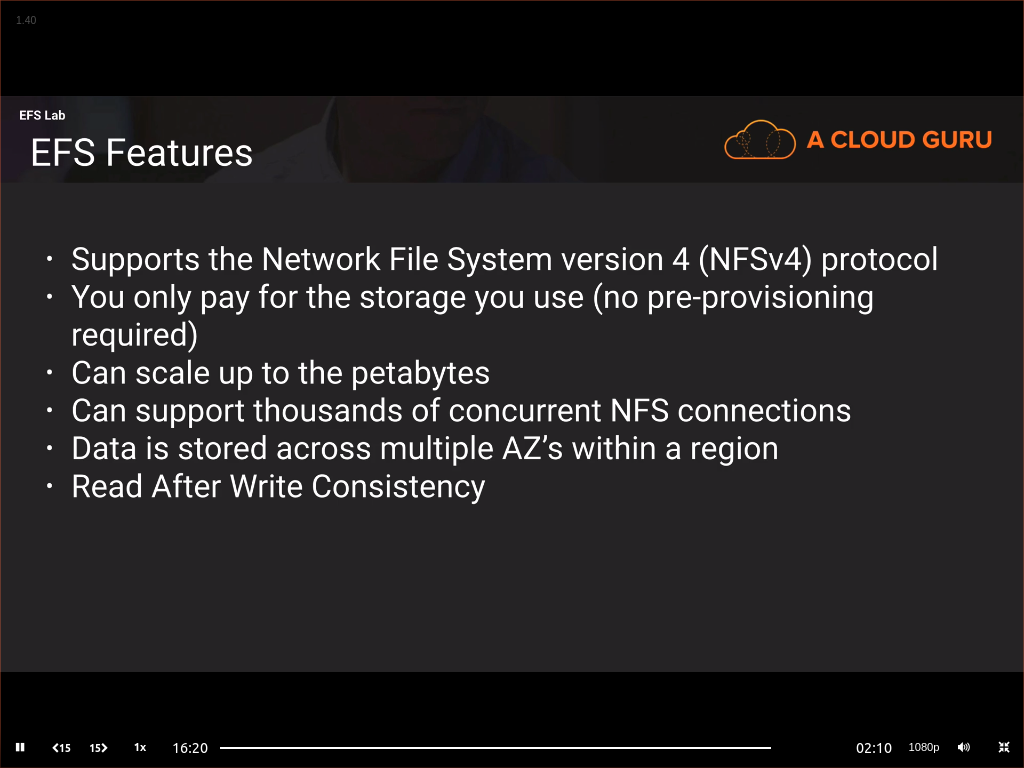 1.40
EFS Lab
EFS Features
A CLOUD GURU
• Supports the Network File System version 4 (NFSv4) protocol
• You only pay for the storage you use (no pre-provisioning
required)
• Can scale up to the petabytes
• Can support thousands of concurrent NFS connections
• Data is stored across multiple AZ’s within a region
• Read After Write Consistency
15 15 1x 16:20 02:10 1080p